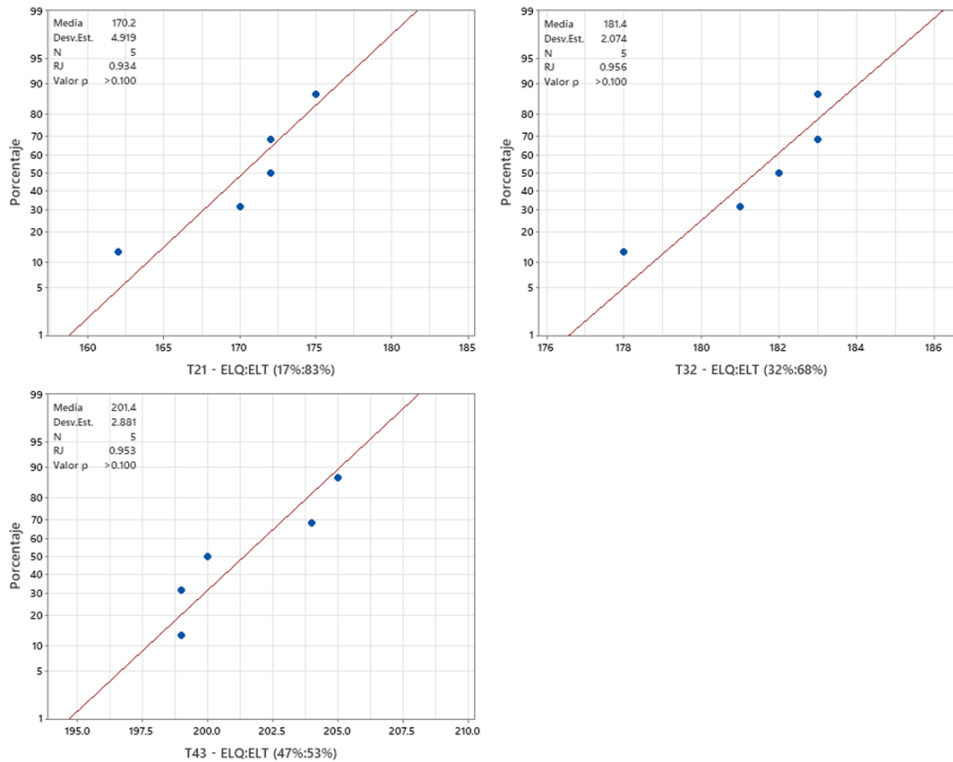 Media 170.2
Desv.Est. 4.919
N 5
RJ 0.934
Valor p >0.100
Porcentaje
99
95
90
80
70
60
50
40
30
20
10
5
1
160 165 170 175 180 185
T21 - ELQ:ELT (17%:83%)
Media 181.4
Desv.Est. 2.074
N 5
RJ 0.956
Valor p >0.100
Porcentaje
99
95
90
80
70
60
50
40
30
20
10
5
1
176 178 180 182 184 186
T32 - ELQ:ELT (32%:68%)
Media 201.4
Desv.Est. 2.881
N 5
RJ 0.953
Valor p >0.100
Porcentaje
99
95
90
80
70
60
50
40
30
20
10
5
1
195.0 197.5 200.0 202.5 205.0 207.5 210.0
T43 - ELQ:ELT (47%:53%)